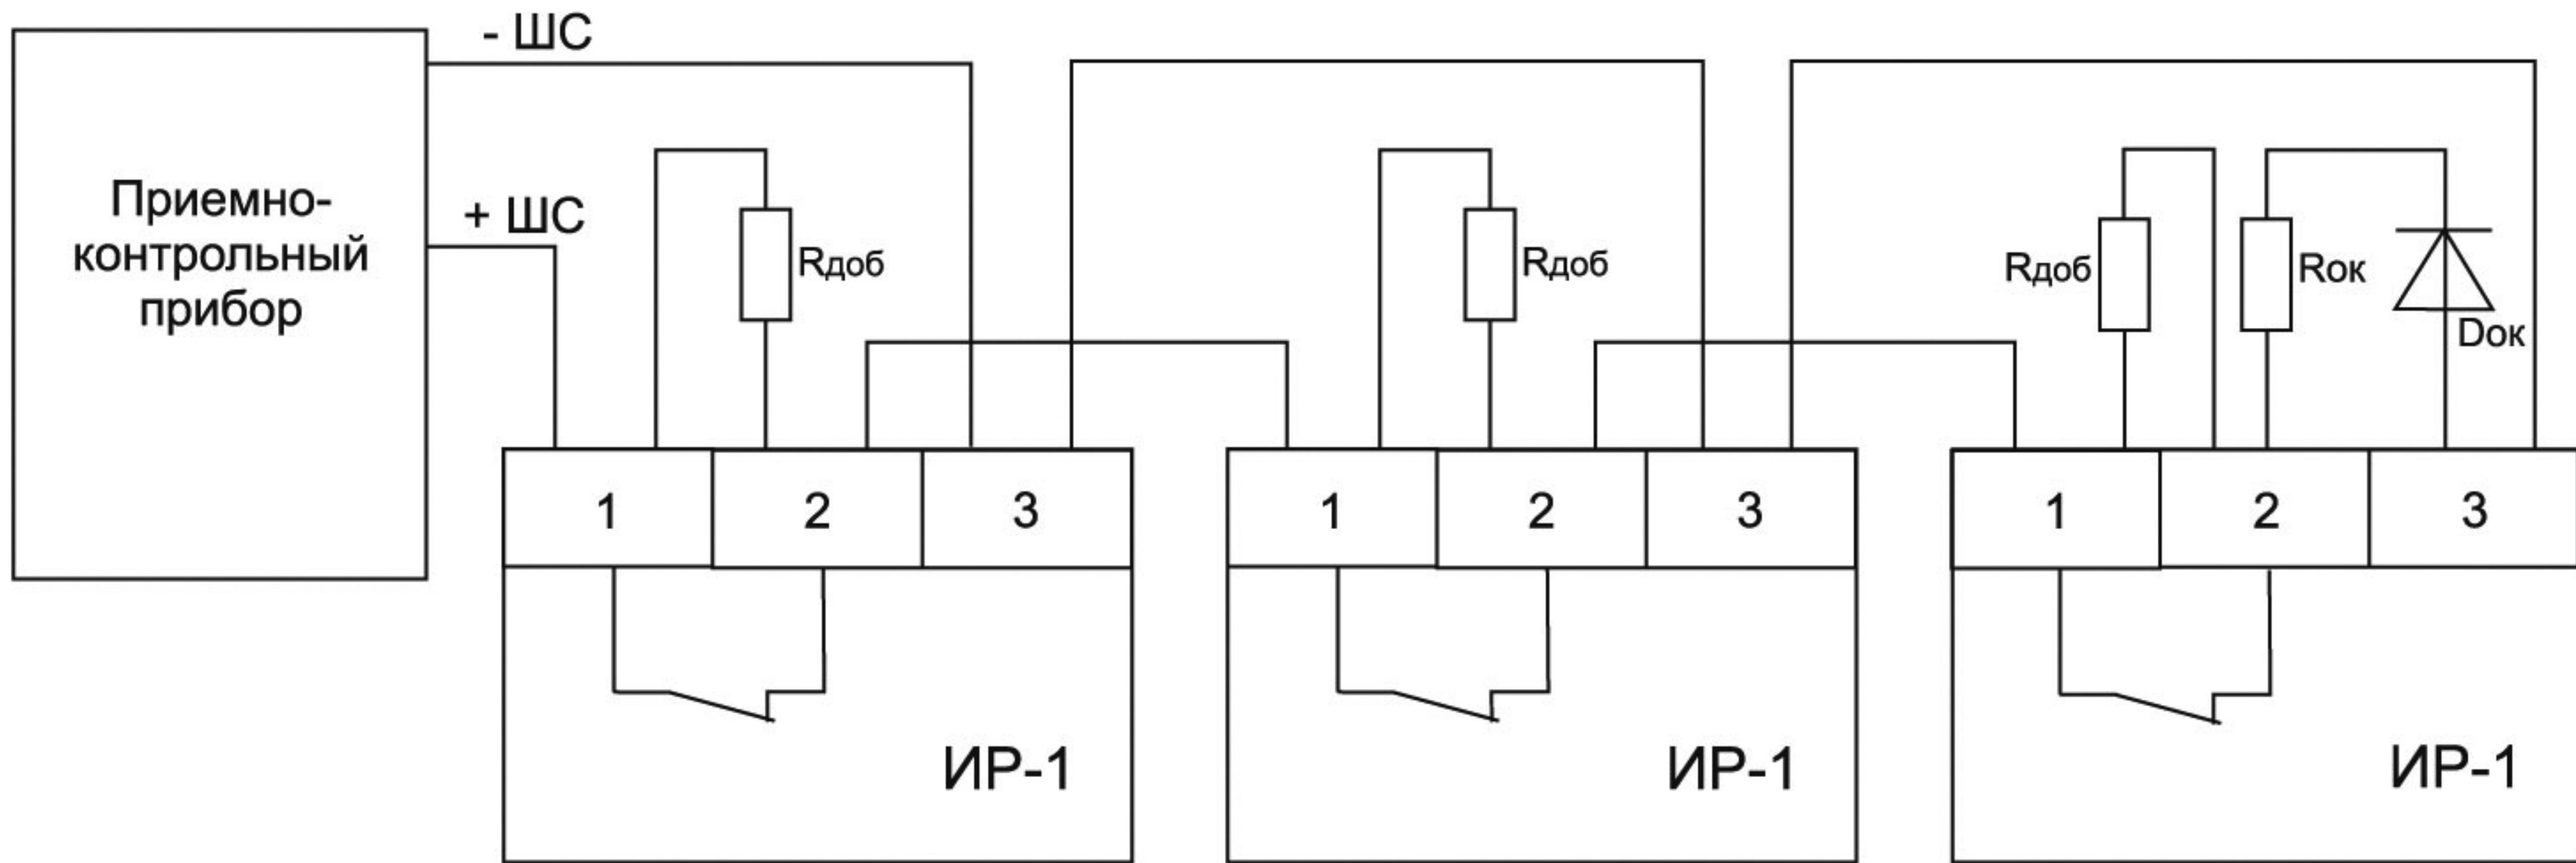 - ШС
+ ШС
Приемно-
контрольный
прибор
Rдоб
Rдоб
Rдоб
Rок
Dок
1 2 3
1 2 3
1 2 3
ИР-1
ИР-1
ИР-1